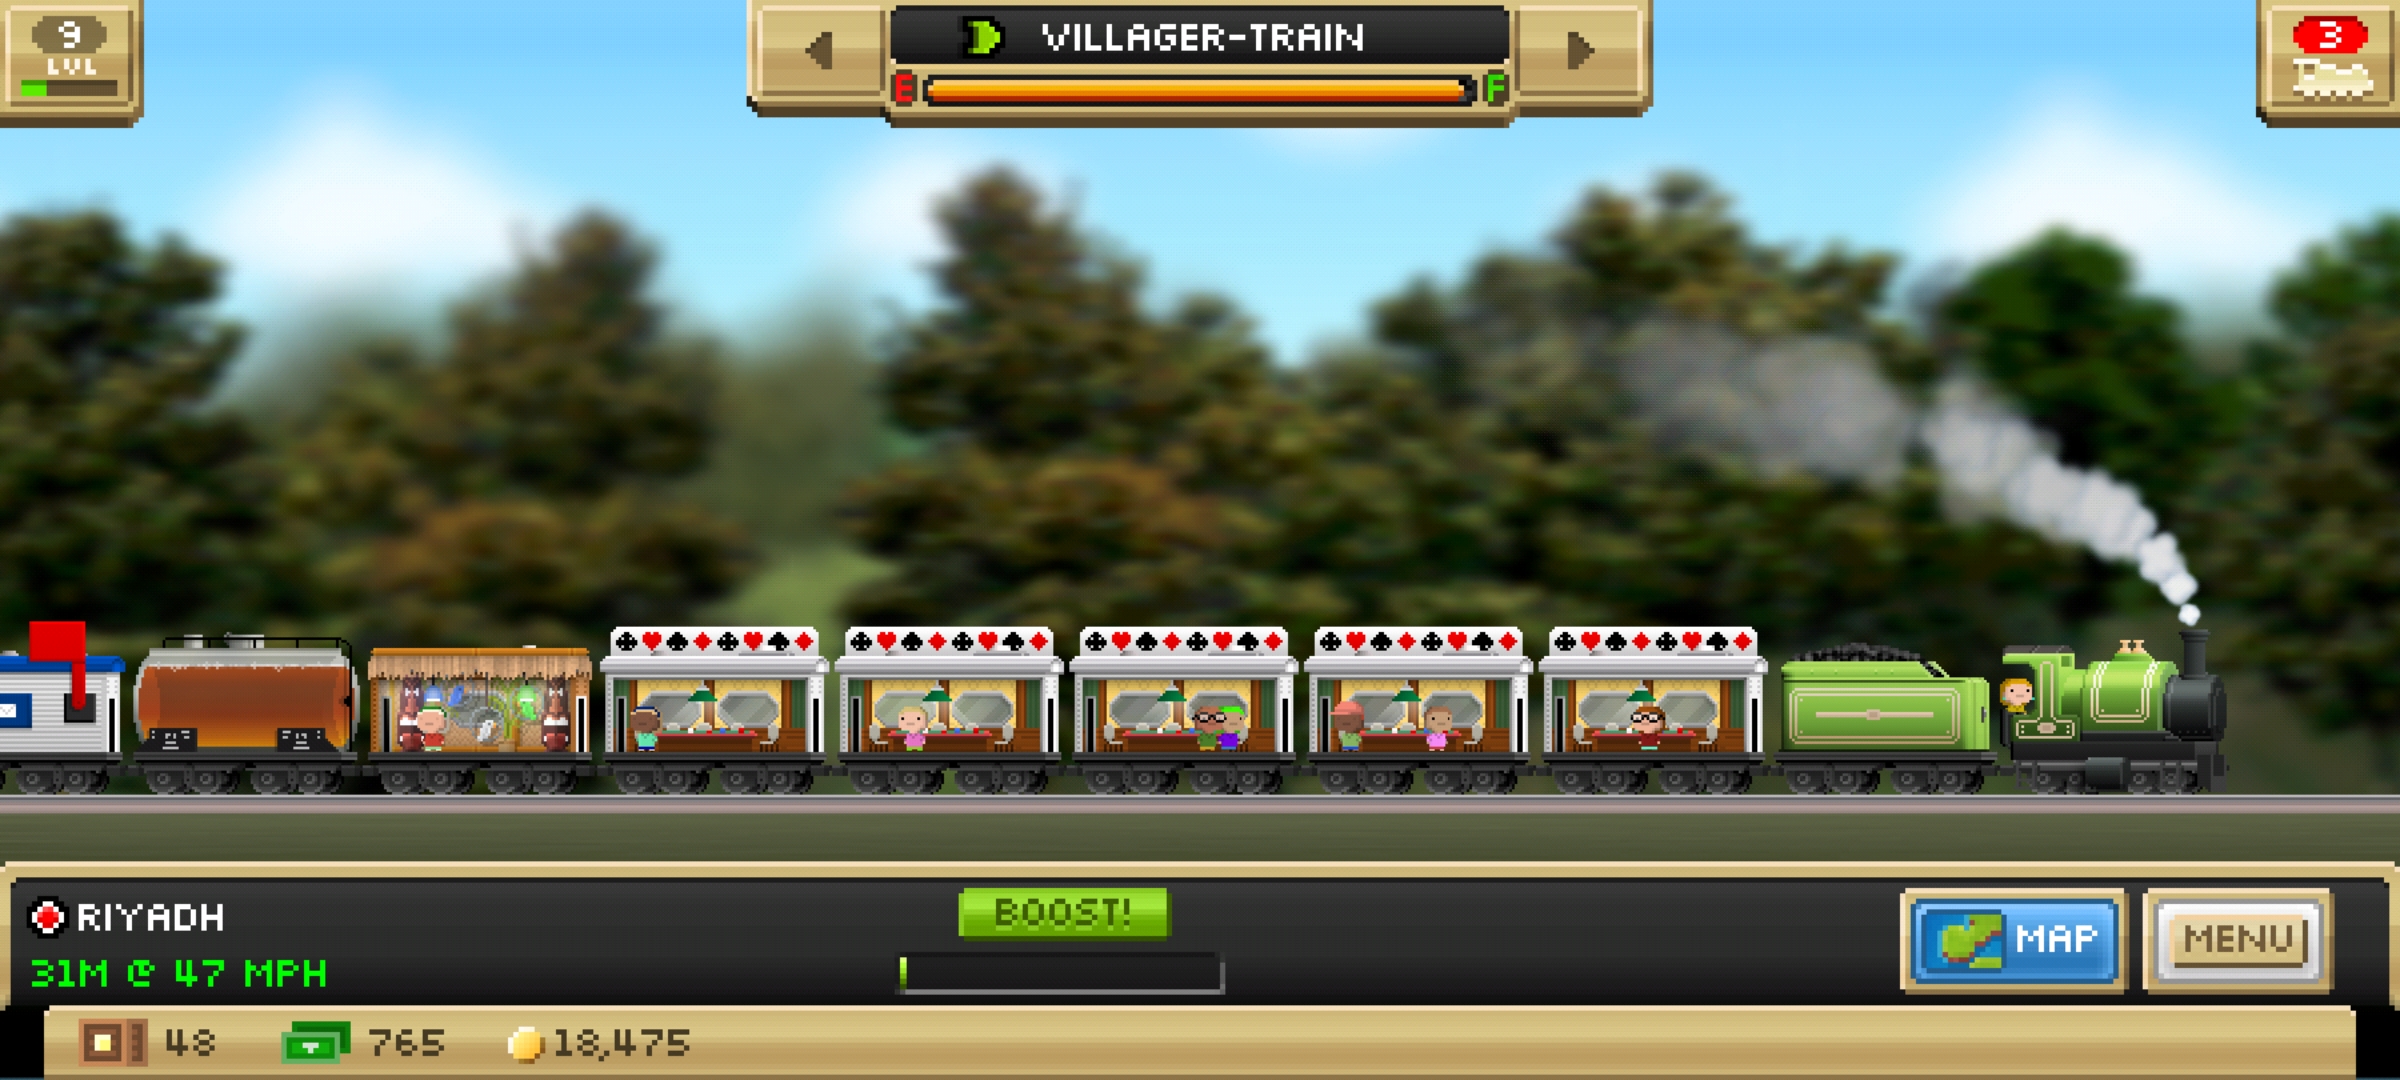 9
LVL
VILLAGER-TRAIN
E F
3
RIYADH
31M @ 47 MPH
BOOST!
MAP
MENU
48 765 18,475